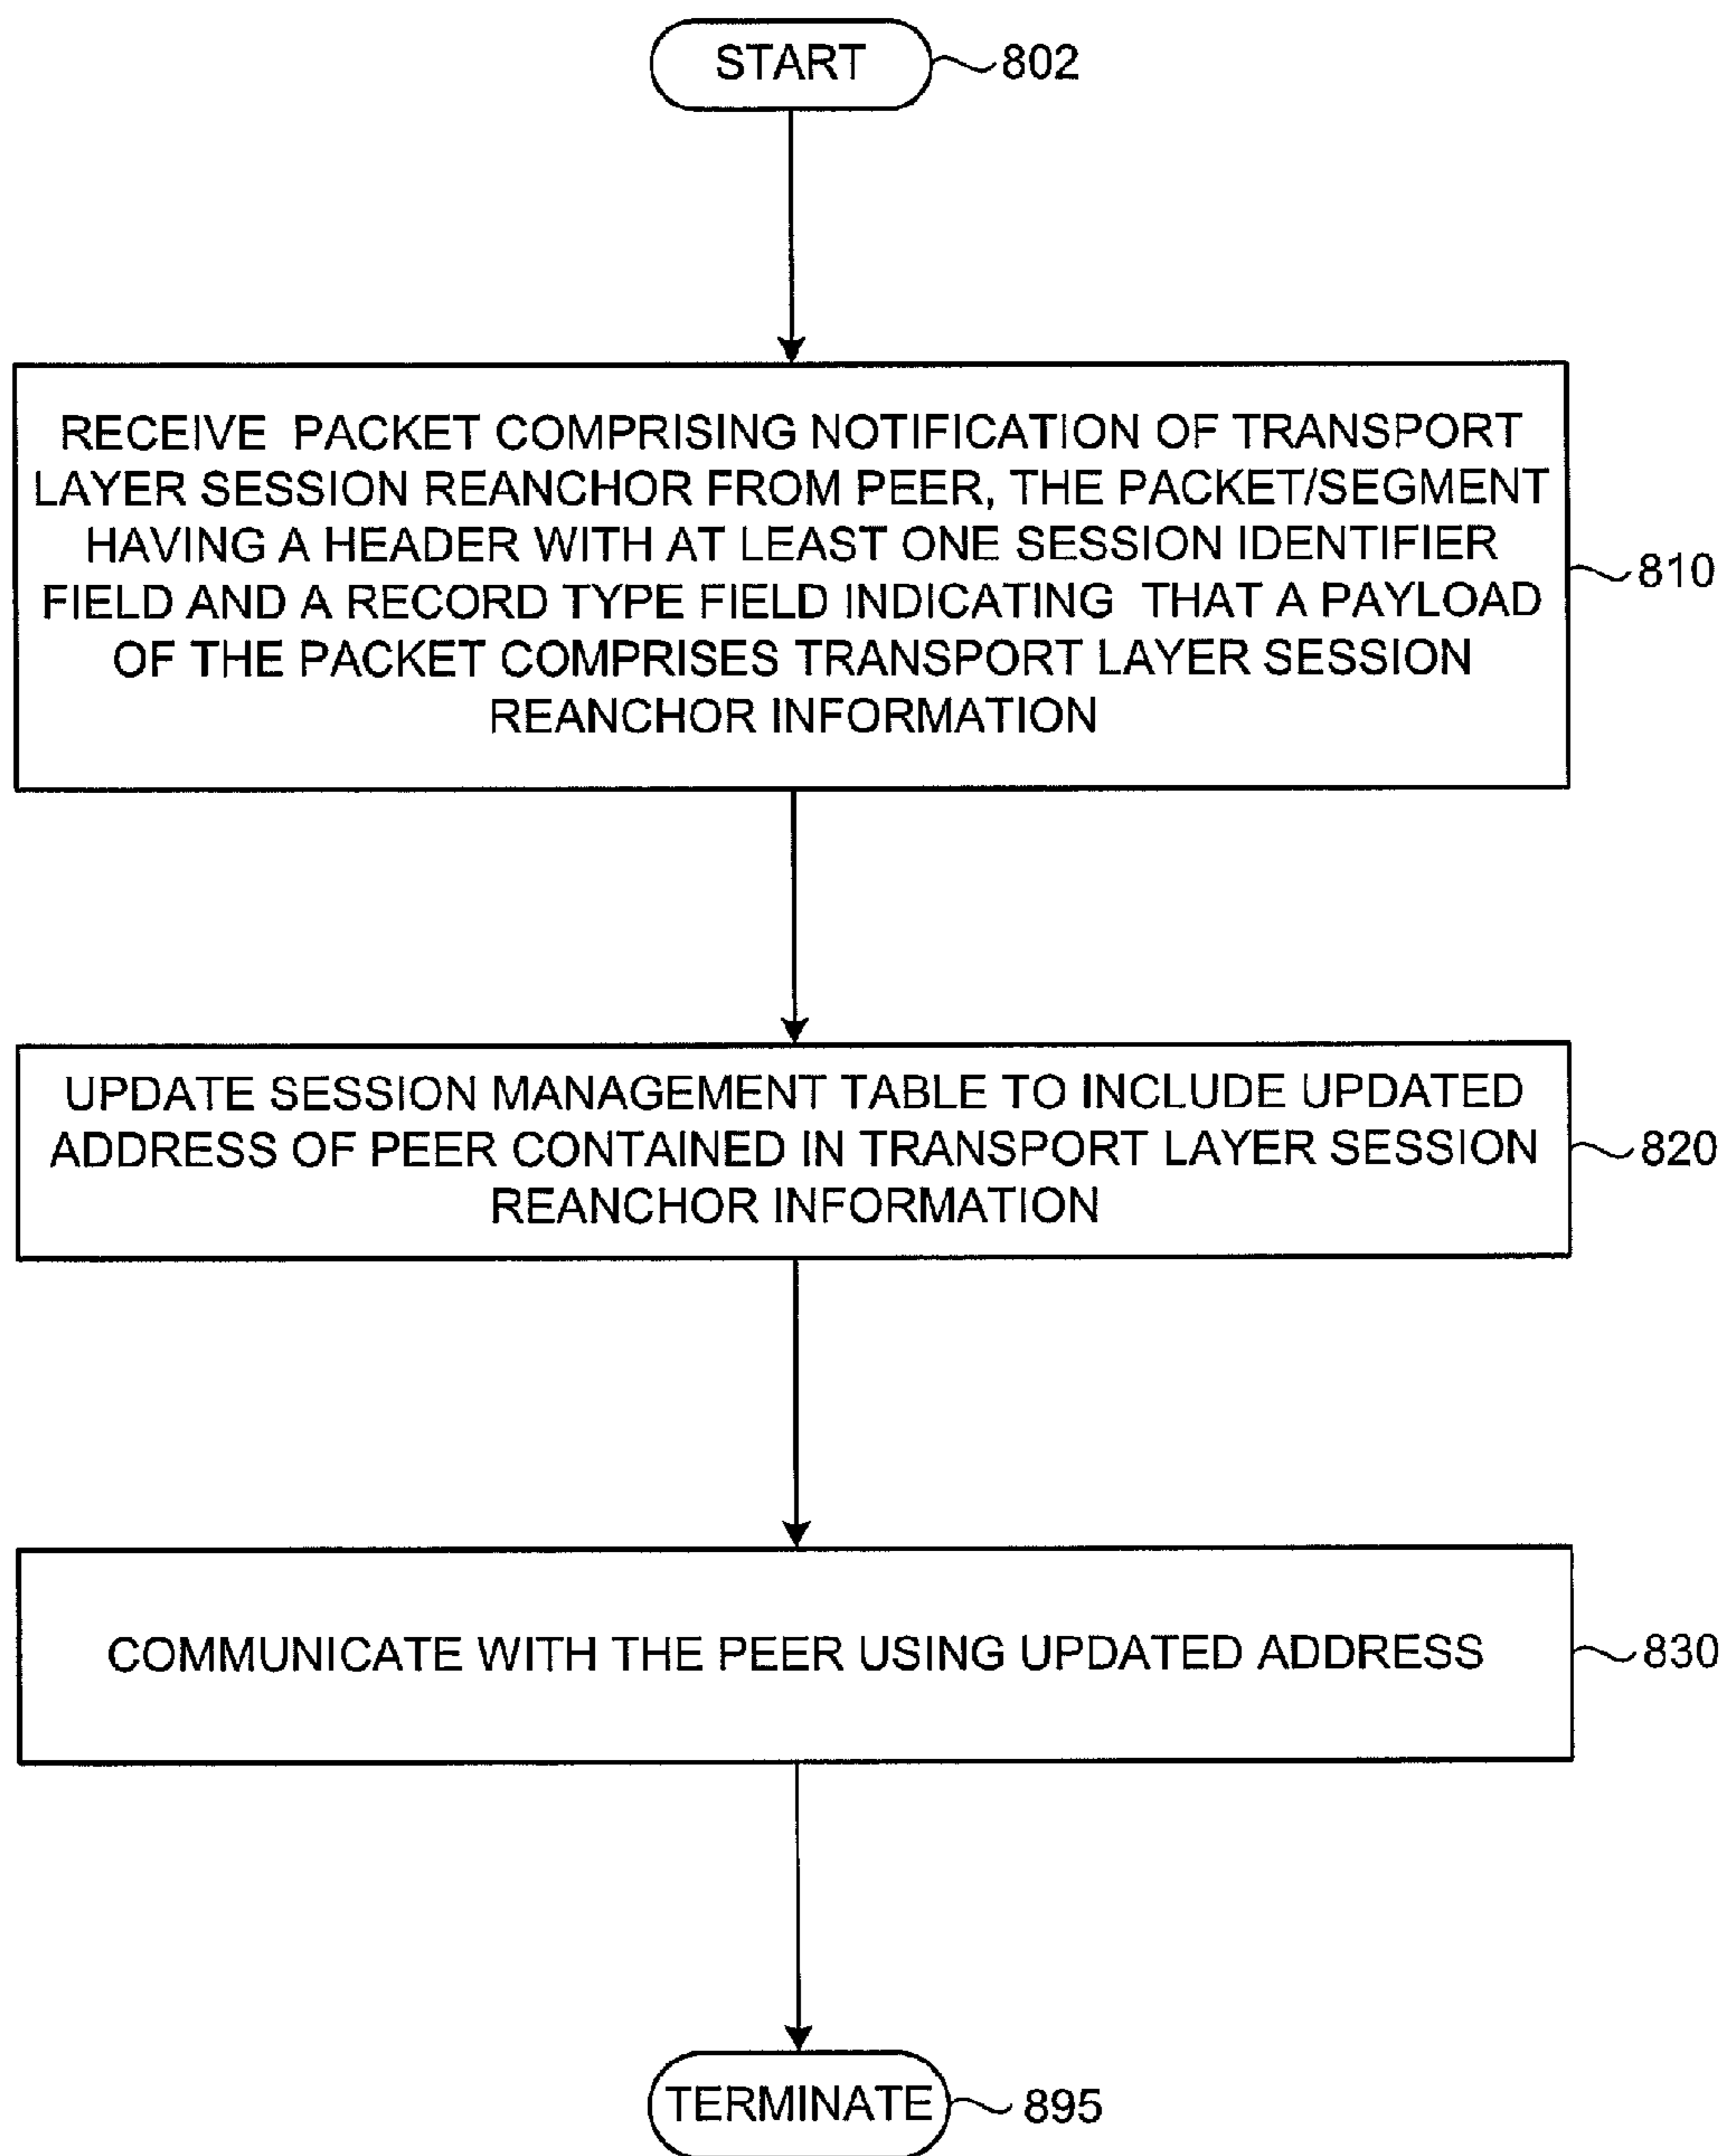 START
802
RECEIVE PACKET COMPRISING NOTIFICATION OF TRANSPORT
LAYER SESSION REANCHOR FROM PEER, THE PACKET/SEGMENT
HAVING A HEADER WITH AT LEAST ONE SESSION IDENTIFIER
FIELD AND A RECORD TYPE FIELD INDICATING THAT A PAYLOAD
OF THE PACKET COMPRISES TRANSPORT LAYER SESSION
REANCHOR INFORMATION
810
UPDATE SESSION MANAGEMENT TABLE TO INCLUDE UPDATED
ADDRESS OF PEER CONTAINED IN TRANSPORT LAYER SESSION
REANCHOR INFORMATION
820
COMMUNICATE WITH THE PEER USING UPDATED ADDRESS
830
TERMINATE
895